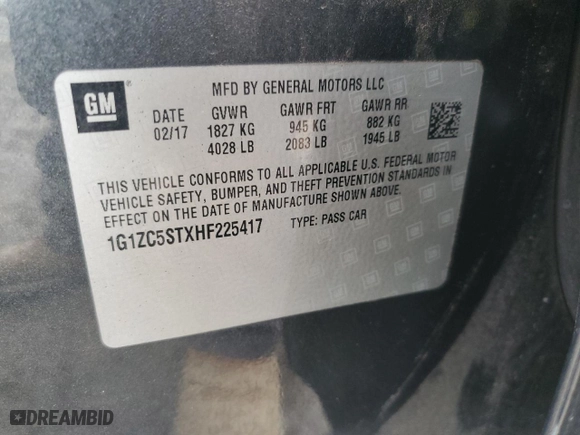 GM
MFD BY GENERAL MOTORS LLC
DATE GVWR GAWR FRT GAWR RR
02/17 1827 KG 945 KG 882 KG
4028 LB 2083 LB 1945 LB
THIS VEHICLE CONFORMS TO ALL APPLICABLE U.S. FEDERAL MOTOR
VEHICLE SAFETY, BUMPER, AND THEFT PREVENTION STANDARDS IN
EFFECT ON THE DATE OF MANUFACTURE SHOWN ABOVE.
1G1ZC5STXHF225417 TYPE: PASS CAR
DREAMBID